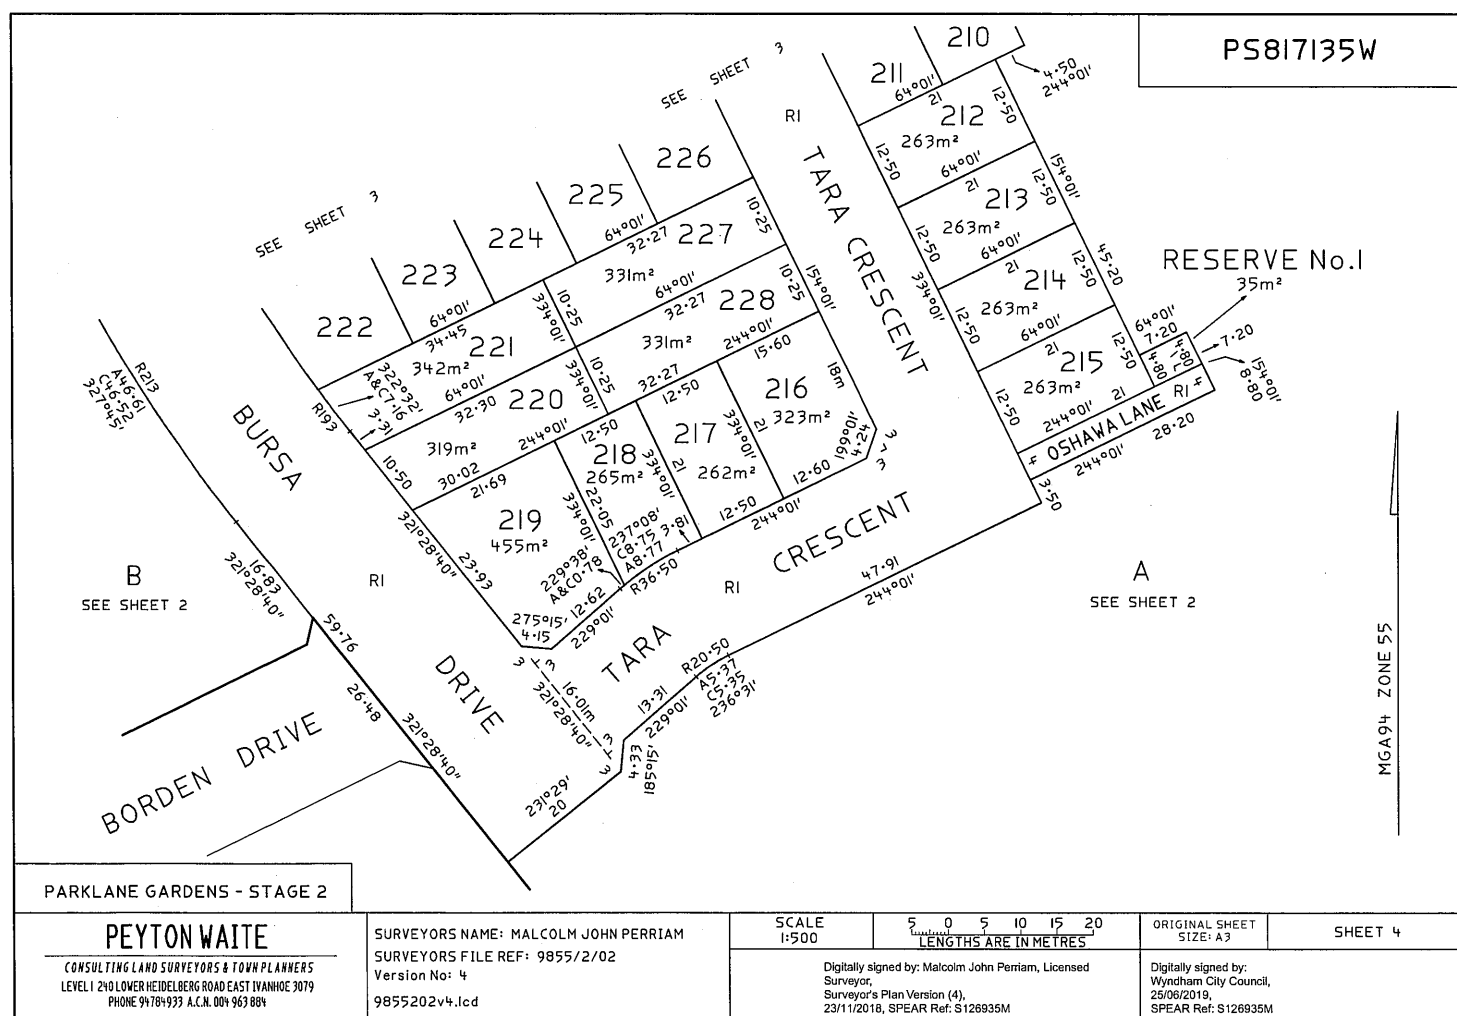 PS817135W
SEE SHEET 3
SEE SHEET 3
210
211
64°01'
21
4·50
244°01'
R1
212
263m²
12·50
12·50
64°01'
21
154°01'
226
225
224
223
222
64°01'
32·27
227
10·25
331m²
64°01'
32·27
TARA CRESCENT
213
263m²
12·50
12·50
64°01'
21
45·20
334°01'
214
263m²
12·50
12·50
64°01'
21
RESERVE No.1
35m²
64°01'
7·20
7·20
4·80
4·80
L
154°01'
8·80
215
263m²
12·50
12·50
244°01'
21
OSHAWA LANE
R1
4
4
28·20
244°01'
3·50
64°01'
34·45
334°01'
10·25
221
342m²
64°01'
32·30
322°32'
A&C7·16
3·31
R193
228
10·25
154°01'
331m²
244°01'
32·27
334°01'
10·25
15·60
18m
216
323m²
12·50
199°01'
4·24
3
3
12·60
21
334°01'
217
262m²
21
12·50
244°01'
220
319m²
244°01'
30·02
10·50
12·50
218
265m²
334°01'
22·05
237°08'
C8·75
A8·77
3·81
R36·50
21·69
219
455m²
334°01'
321°28'40"
23·93
229°38'
A&C0·78
275°15'
4·15
12·62
229°01'
R213
A46·61
C46·52
327°45'
BURSA
DRIVE
R1
16·83
321°28'40"
B
SEE SHEET 2
59·76
26·48
321°28'40"
BORDEN DRIVE
TARA
CRESCENT
R1
47·91
244°01'
A
SEE SHEET 2
3
3
16·01m
321°28'40"
3
3
R20·50
A5·37
C5·35
236°31'
13·31
229°01'
4·33
185°15'
231°29'
20
MGA94 ZONE 55
PARKLANE GARDENS - STAGE 2
PEYTON WAITE
CONSULTING LAND SURVEYORS & TOWN PLANNERS
LEVEL 1 240 LOWER HEIDELBERG ROAD EAST IVANHOE 3079
PHONE 94784933 A.C.N. 004 963 884
SURVEYORS NAME: MALCOLM JOHN PERRIAM
SURVEYORS FILE REF: 9855/2/02
Version No: 4
9855202v4.lcd
SCALE
1:500
5 0 5 10 15 20
LENGTHS ARE IN METRES
ORIGINAL SHEET
SIZE: A3
SHEET 4
Digitally signed by: Malcolm John Perriam, Licensed
Surveyor,
Surveyor's Plan Version (4),
23/11/2018, SPEAR Ref: S126935M
Digitally signed by:
Wyndham City Council,
25/06/2019,
SPEAR Ref: S126935M